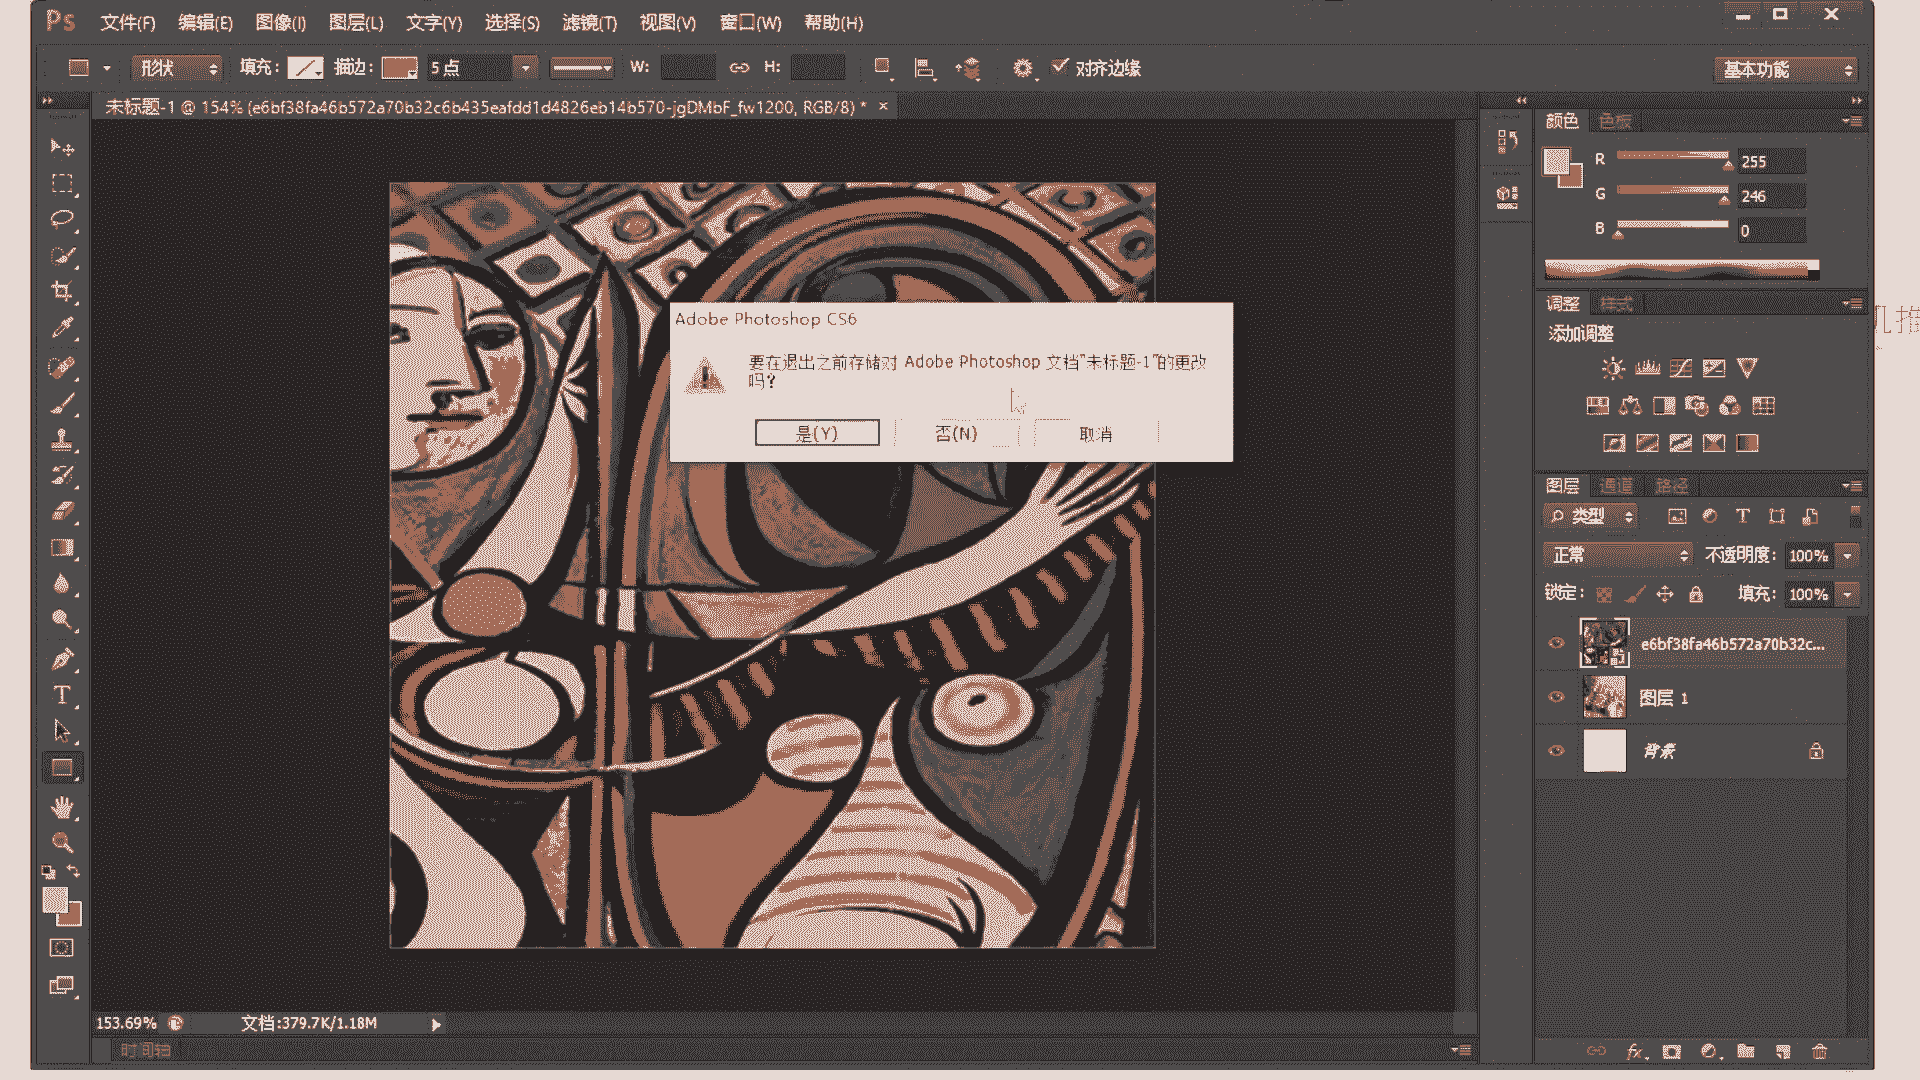 Ps 文件(F) 编辑(E) 图像(I) 图层(L) 文字(Y) 选择(S) 滤镜(T) 视图(V) 窗口(W) 帮助(H)
形状 填充: 描边: 5点 W: H: 对齐边缘 基本功能
未标题-1 @ 154% (e6bf38fa46b572a70b32c6b435eafdd1d4826eb14b570-jgDMbF_fw1200, RGB/8) * ×
颜色 色板
R 255
G 246
B 0
调整 样式
添加调整
Adobe Photoshop CS6
要在退出之前存储对 Adobe Photoshop 文档"未标题-1"的更改
吗?
是(Y) 否(N) 取消
图层 通道 路径
类型
正常 不透明度: 100%
锁定: 填充: 100%
e6bf38fa46b572a70b32c...
图层 1
背景
153.69% 文档:379.7K/1.18M
时间轴